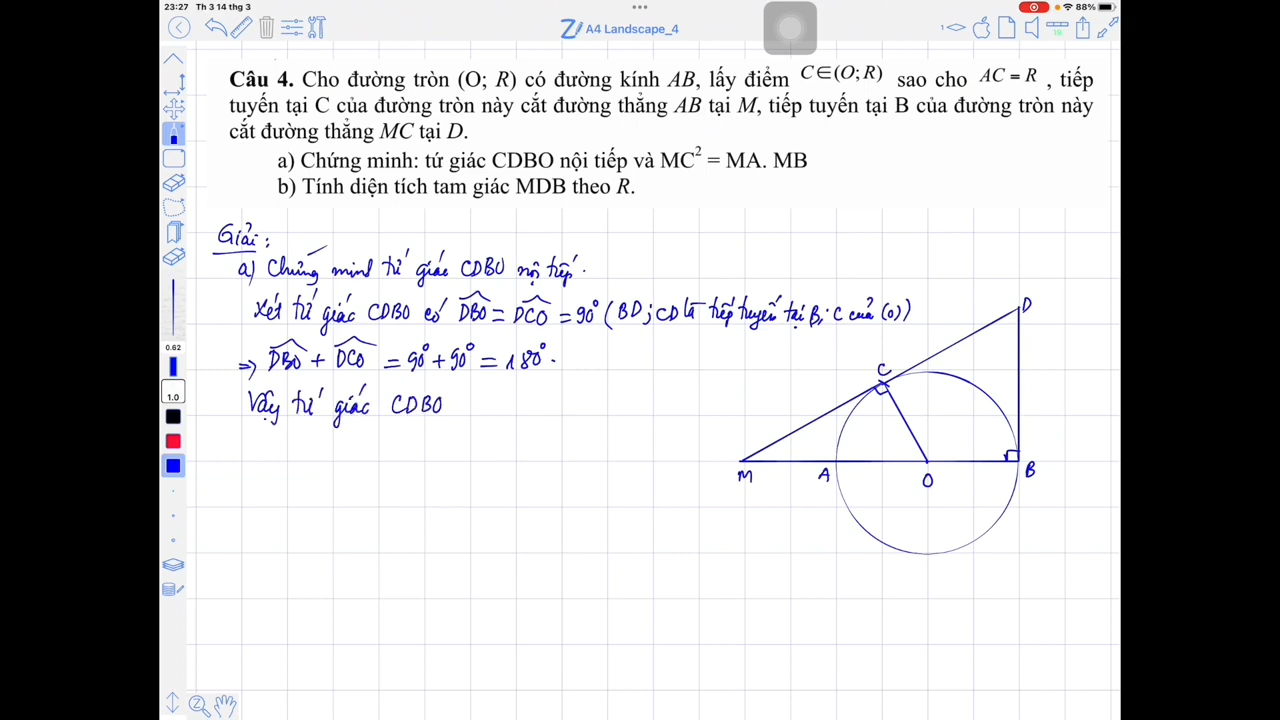 23:27 Th 3 14 thg 3
88%
A4 Landscape_4
Câu 4. Cho đường tròn (O; R) có đường kính AB, lấy điểm C∈(O;R) sao cho AC = R , tiếp
tuyến tại C của đường tròn này cắt đường thẳng AB tại M, tiếp tuyến tại B của đường tròn này
cắt đường thẳng MC tại D.
a) Chứng minh: tứ giác CDBO nội tiếp và MC² = MA. MB
b) Tính diện tích tam giác MDB theo R.
Giải:
a) Chứng minh tứ giác CDBO nội tiếp.
Xét tứ giác CDBO có \widehat{DBO} = \widehat{DCO} = 90° (BD; CD là tiếp tuyến tại B; C của (O))
⇒ \widehat{DBO} + \widehat{DCO} = 90° + 90° = 180°.
Vậy tứ giác CDBO
D
C
M A O B
0.62
1.0